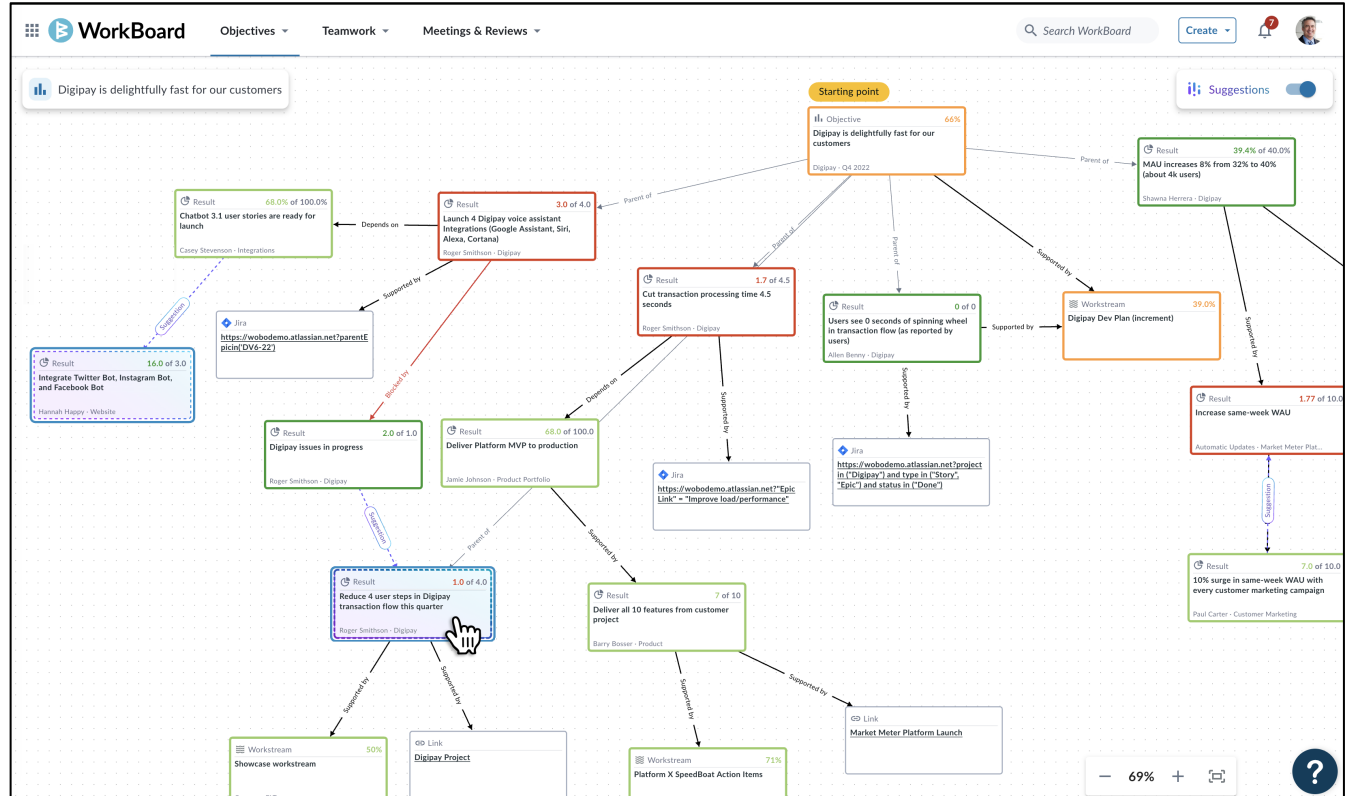 WorkBoard
Objectives
Teamwork
Meetings & Reviews
Search WorkBoard
Create
7
Digipay is delightfully fast for our customers
Suggestions
Starting point
Objective 66%
Digipay is delightfully fast for our
customers
Digipay - Q4 2022
Parent of
Result 39.4% of 40.0%
MAU increases 8% from 32% to 40%
(about 4k users)
Shawna Herrera - Digipay
Result 68.0% of 100.0%
Chatbot 3.1 user stories are ready for
launch
Casey Stevenson - Integrations
Depends on
Result 3.0 of 4.0
Launch 4 Digipay voice assistant
Integrations (Google Assistant, Siri,
Alexa, Cortana)
Roger Smithson - Digipay
Parent of
Parent of
Parent of
Supported by
Supported by
Suggestion
Jira
https://wobodemo.atlassian.net?parentE
picin('DV6-22')
Result 1.7 of 4.5
Cut transaction processing time 4.5
seconds
Roger Smithson - Digipay
Result 0 of 0
Users see 0 seconds of spinning wheel
in transaction flow (as reported by
users)
Allen Benny - Digipay
Supported by
Workstream 39.0%
Digipay Dev Plan (increment)
Supported by
Result 16.0 of 3.0
Integrate Twitter Bot, Instagram Bot,
and Facebook Bot
Hannah Happy - Website
Blocked by
Depends on
Supported by
Supported by
Result 1.77 of 10.0
Increase same-week WAU
Automatic Updates - Market Meter Plat...
Result 2.0 of 1.0
Digipay issues in progress
Roger Smithson - Digipay
Result 68.0 of 100.0
Deliver Platform MVP to production
Jamie Johnson - Product Portfolio
Jira
https://wobodemo.atlassian.net?"Epic
Link" = "Improve load/performance"
Jira
https://wobodemo.atlassian.net?project
in ("Digipay") and type in ("Story",
"Epic") and status in ("Done")
Suggestion
Suggestion
Parent of
Supported by
Result 7.0 of 10.0
10% surge in same-week WAU with
every customer marketing campaign
Paul Carter - Customer Marketing
Result 1.0 of 4.0
Reduce 4 user steps in Digipay
transaction flow this quarter
Roger Smithson - Digipay
Result 7 of 10
Deliver all 10 features from customer
project
Barry Bosser - Product
Supported by
Supported by
Supported by
Supported by
Workstream 50%
Showcase workstream
Link
Digipay Project
Workstream 71%
Platform X SpeedBoat Action Items
Link
Market Meter Platform Launch
69%
?